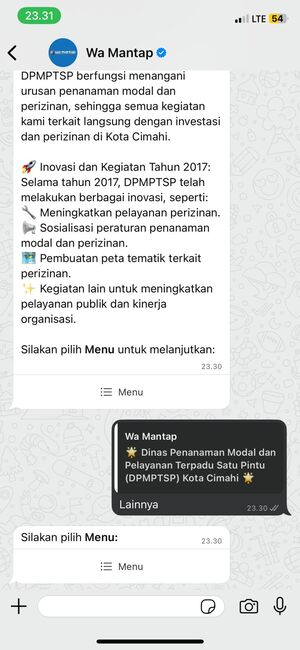 23.31
LTE 54
Wa Mantap
DPMPTSP berfungsi menangani
urusan penanaman modal dan
perizinan, sehingga semua kegiatan
kami terkait langsung dengan investasi
dan perizinan di Kota Cimahi.
🚀 Inovasi dan Kegiatan Tahun 2017:
Selama tahun 2017, DPMPTSP telah
melakukan berbagai inovasi, seperti:
🔧 Meningkatkan pelayanan perizinan.
📢 Sosialisasi peraturan penanaman
modal dan perizinan.
🗺️ Pembuatan peta tematik terkait
perizinan.
✨ Kegiatan lain untuk meningkatkan
pelayanan publik dan kinerja
organisasi.
Silakan pilih Menu untuk melanjutkan:
23.30
Menu
Wa Mantap
🌟 Dinas Penanaman Modal dan
Pelayanan Terpadu Satu Pintu
(DPMPTSP) Kota Cimahi 🌟
Lainnya
23.30
Silakan pilih Menu:
23.30
Menu